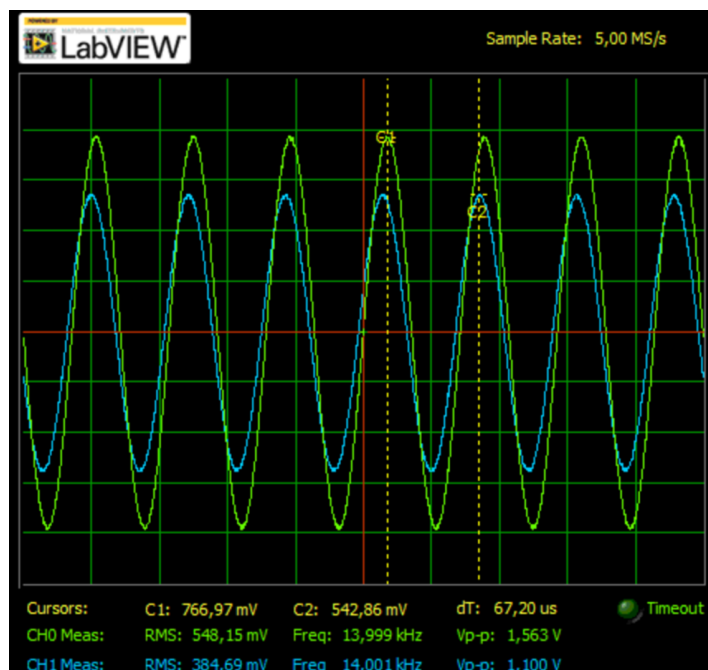 POWERED BY
NATIONAL INSTRUMENTS
LabVIEW™
Sample Rate: 5,00 MS/s
C2
Cursors: C1: 766,97 mV C2: 542,86 mV dT: 67,20 us Timeout
CH0 Meas: RMS: 548,15 mV Freq: 13,999 kHz Vp-p: 1,563 V
CH1 Meas: RMS: 384,69 mV Freq 14,001 kHz Vp-p: 1,100 V